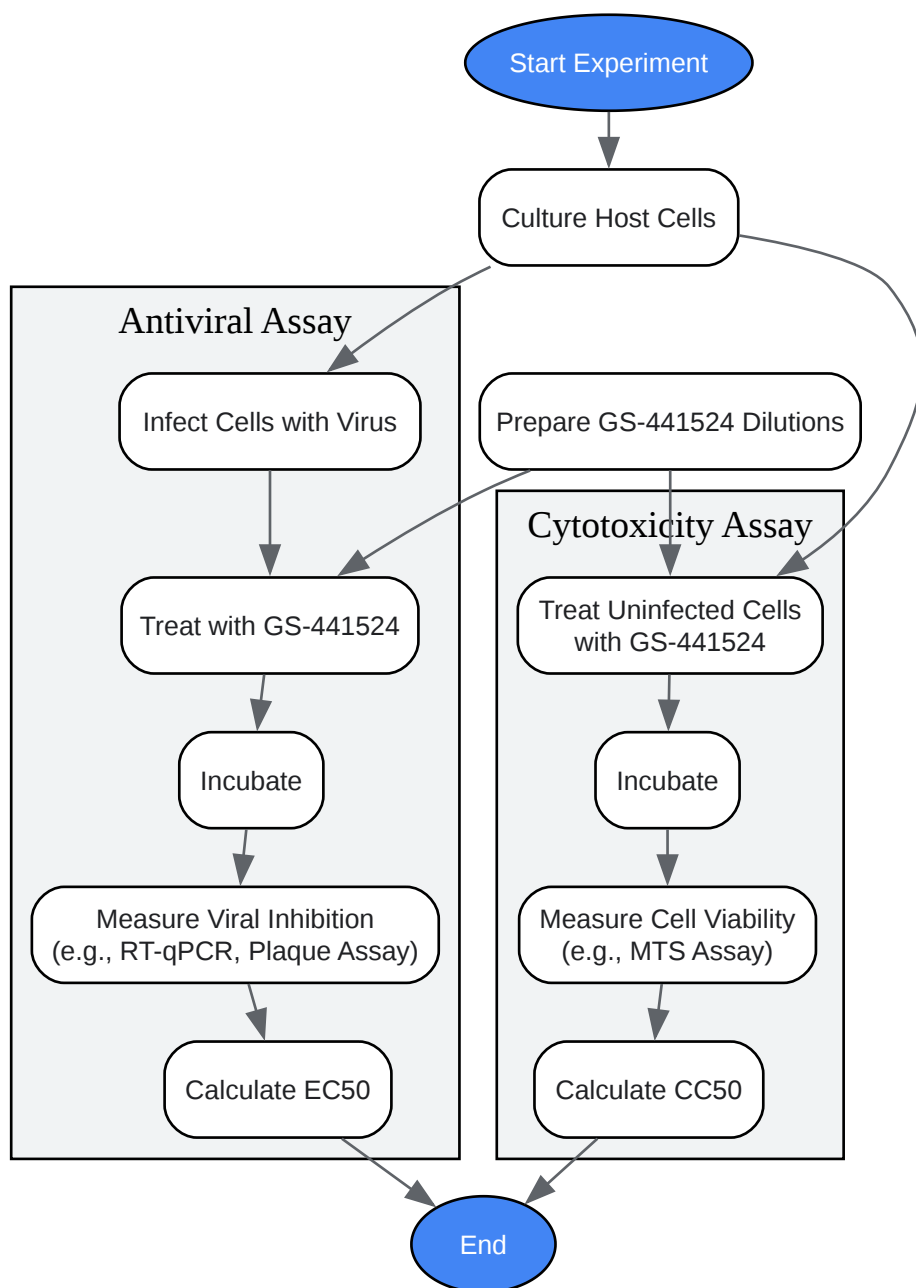 Start Experiment
Culture Host Cells
Antiviral Assay
Infect Cells with Virus
Prepare GS-441524 Dilutions
Cytotoxicity Assay
Treat with GS-441524
Treat Uninfected Cells
with GS-441524
Incubate
Incubate
Measure Viral Inhibition
(e.g., RT-qPCR, Plaque Assay)
Measure Cell Viability
(e.g., MTS Assay)
Calculate EC50
Calculate CC50
End